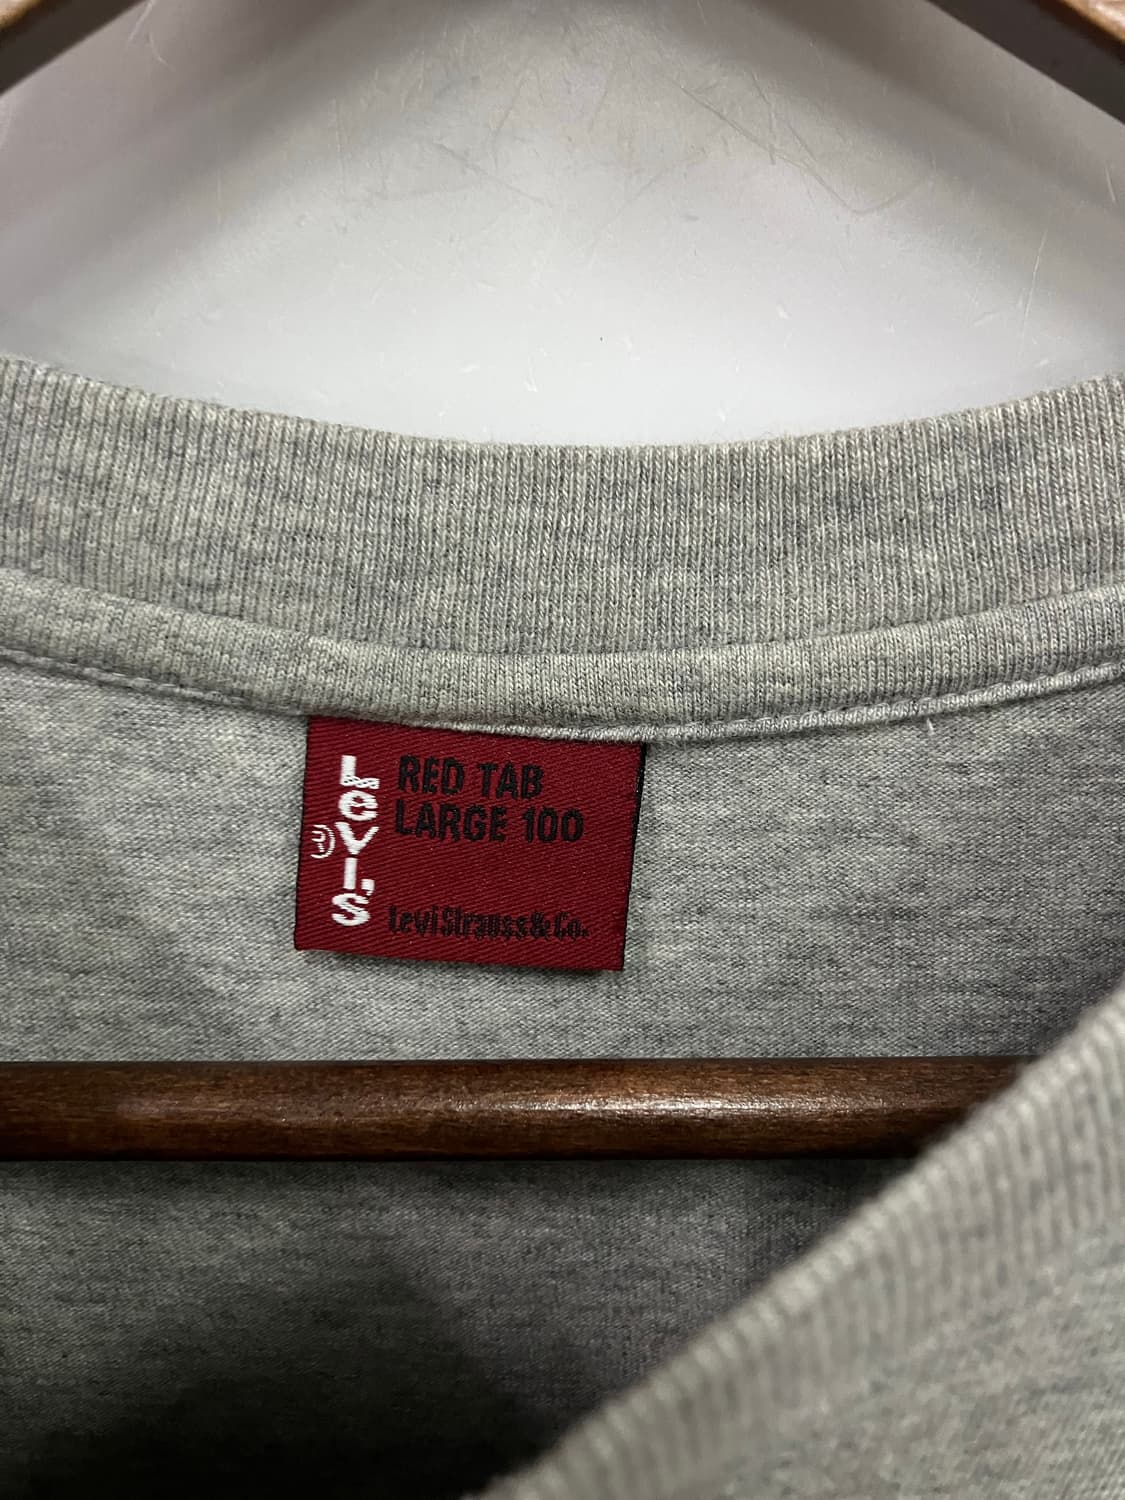 Levi's
®
RED TAB
LARGE 100
Levi Strauss & Co.